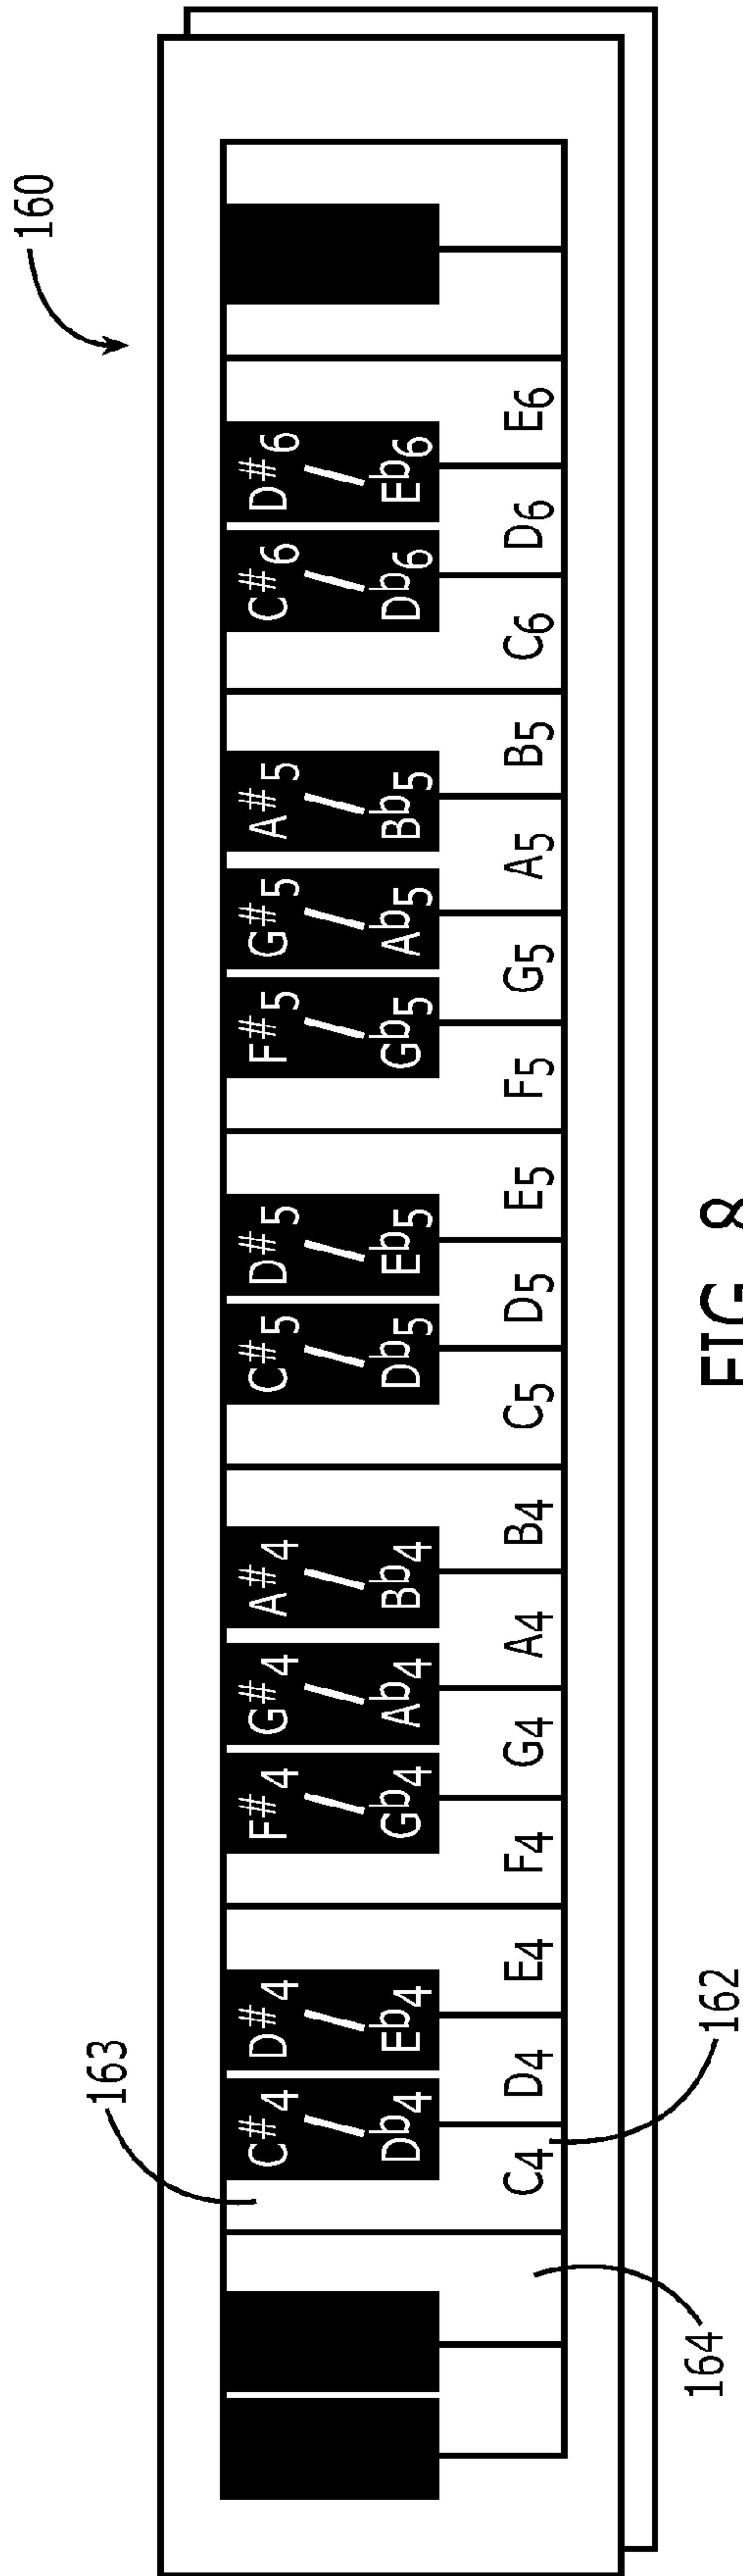 160
163
C#4 D#4 F#4 G#4 A#4 C#5 D#5 F#5 G#5 A#5 C#6 D#6
/ / / / / / / / / / / /
Db4 Eb4 Gb4 Ab4 Bb4 Db5 Eb5 Gb5 Ab5 Bb5 Db6 Eb6
C4 D4 E4 F4 G4 A4 B4 C5 D5 E5 F5 G5 A5 B5 C6 D6 E6
164 162
FIG. 8